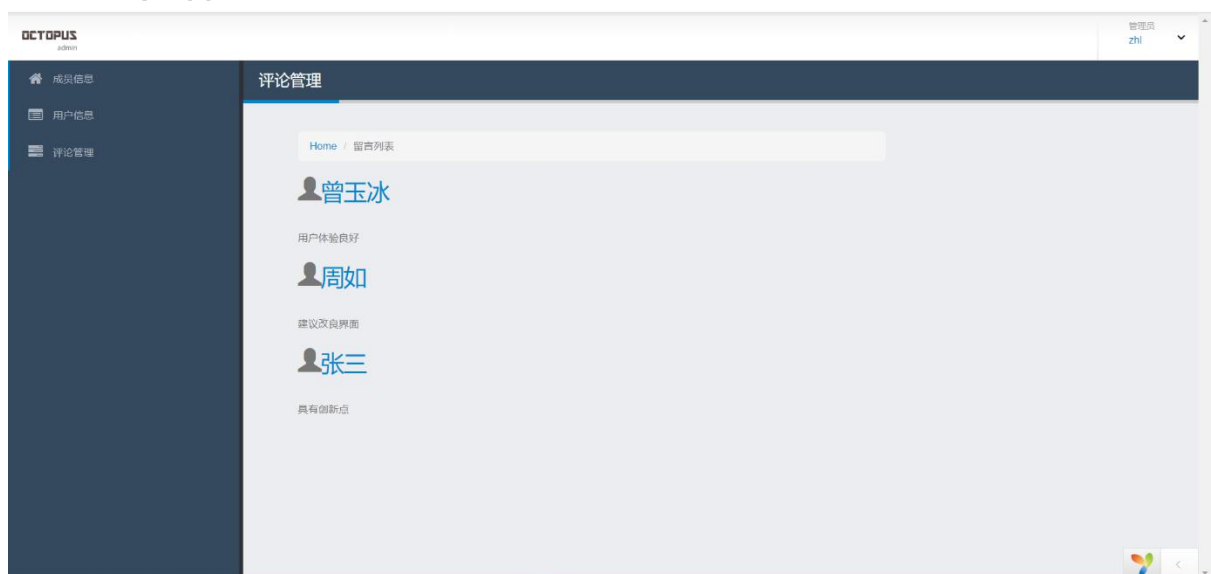 OCTOPUS
admin
管理员
zhl
成员信息
用户信息
评论管理
评论管理
Home / 留言列表
曾玉冰
用户体验良好
周如
建议改良界面
张三
具有创新点